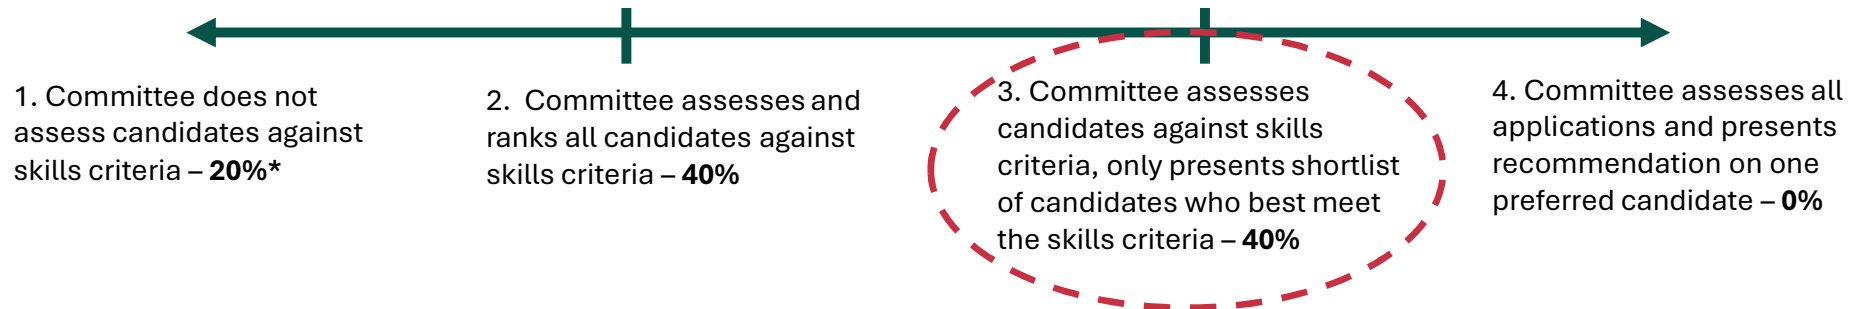 1. Committee does not
assess candidates against
skills criteria – 20%*
2.  Committee assesses and
ranks all candidates against
skills criteria – 40%
3. Committee assesses
candidates against skills
criteria, only presents shortlist
of candidates who best meet
the skills criteria – 40%
4. Committee assesses all
applications and presents
recommendation on one
preferred candidate – 0%